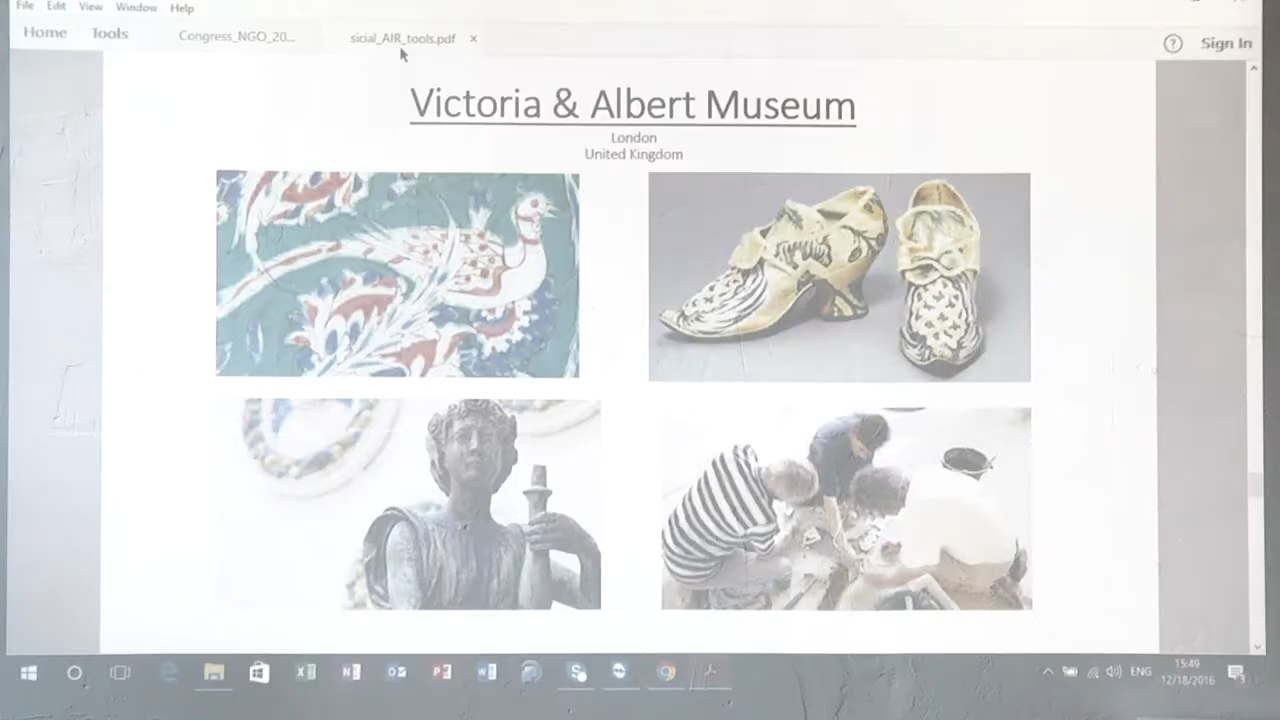 File Edit View Window Help
Home Tools Congress_NGO_20... sicial_AIR_tools.pdf ×
? Sign In
Victoria & Albert Museum
London
United Kingdom
ENG
15:49
12/18/2016